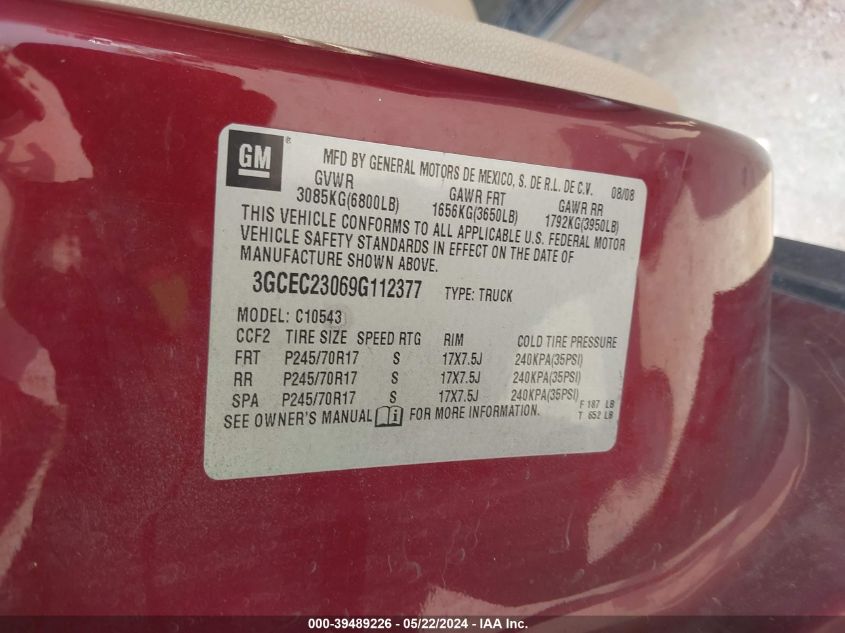 GM ® MFD BY GENERAL MOTORS DE MEXICO, S. DE R.L. DE C.V. 08/08
GVWR GAWR FRT GAWR RR
3085KG(6800LB) 1656KG(3650LB) 1792KG(3950LB)
THIS VEHICLE CONFORMS TO ALL APPLICABLE U.S. FEDERAL MOTOR
VEHICLE SAFETY STANDARDS IN EFFECT ON THE DATE OF
MANUFACTURE SHOWN ABOVE.
3GCEC23069G112377 TYPE: TRUCK
MODEL: C10543
CCF2 TIRE SIZE SPEED RTG RIM COLD TIRE PRESSURE
FRT P245/70R17 S 17X7.5J 240KPA(35PSI)
RR P245/70R17 S 17X7.5J 240KPA(35PSI)
SPA P245/70R17 S 17X7.5J 240KPA(35PSI)
F 187 LB
SEE OWNER'S MANUAL i FOR MORE INFORMATION. T 652 LB
000-39489226 - 05/22/2024 - IAA Inc.